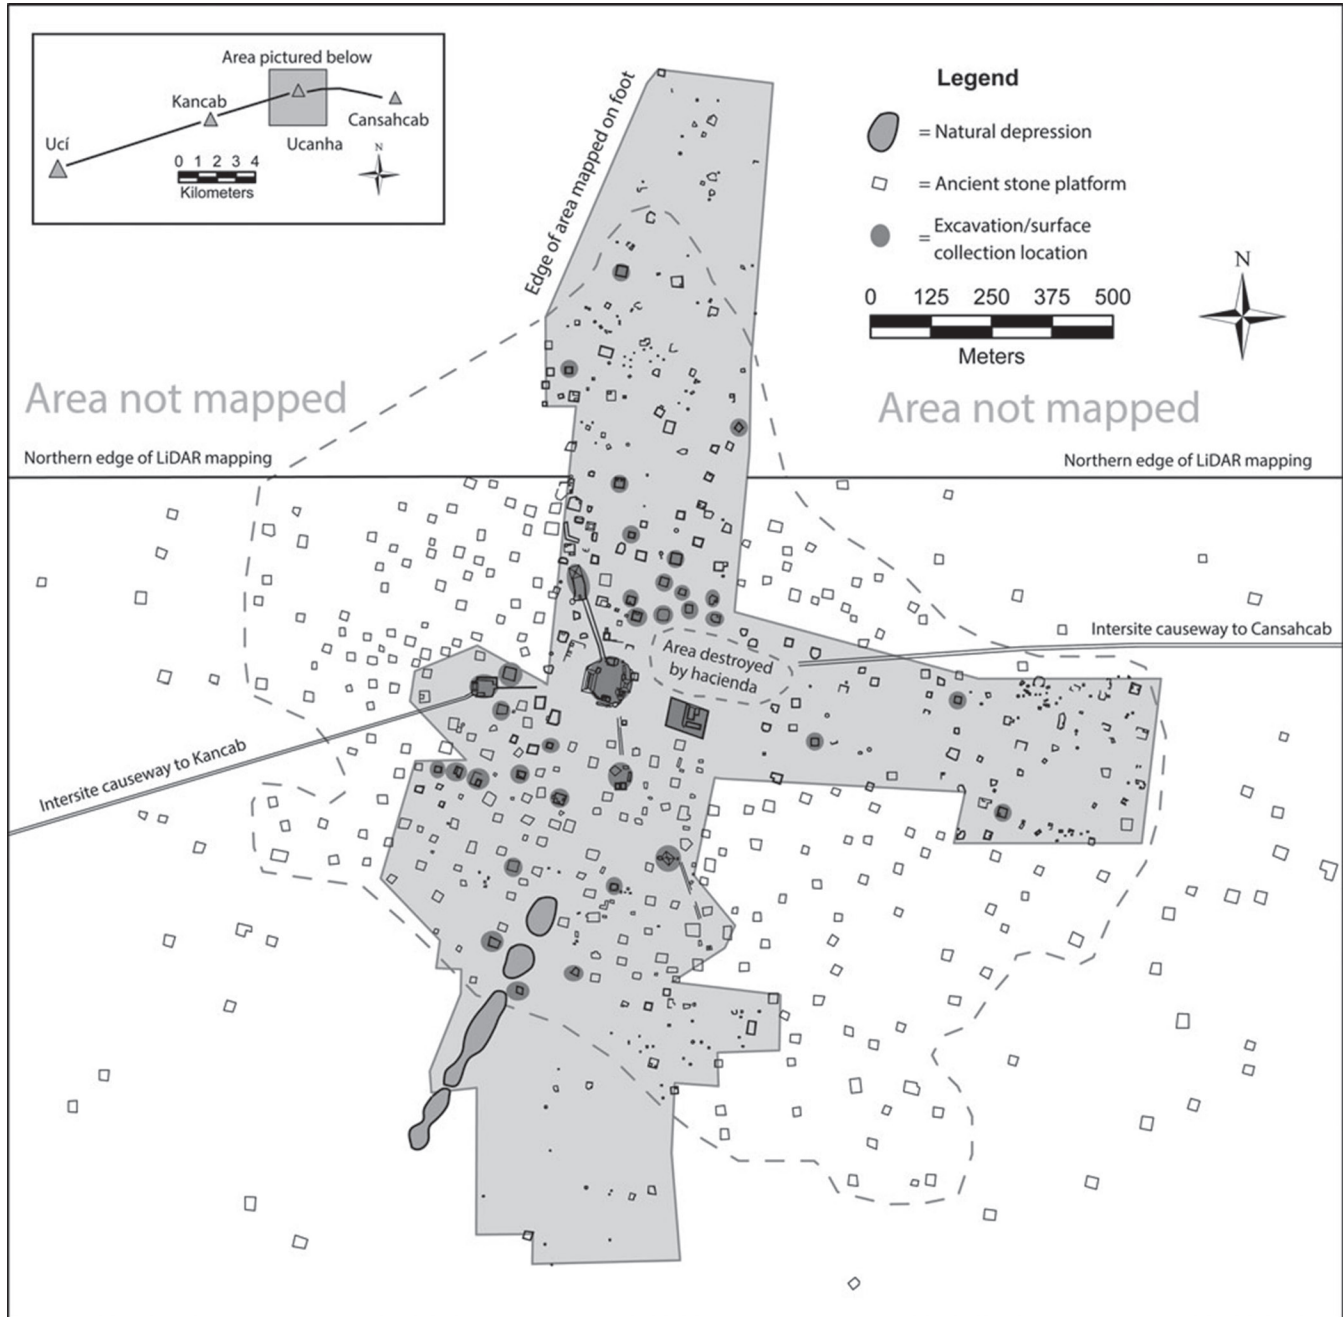 Area pictured below
Kancab
Cansahcab
Ucí
Ucanha
N
0 1 2 3 4
Kilometers
Edge of area mapped on foot
Legend
= Natural depression
= Ancient stone platform
= Excavation/surface
collection location
0 125 250 375 500
Meters
N
Area not mapped
Area not mapped
Northern edge of LiDAR mapping
Northern edge of LiDAR mapping
Intersite causeway to Cansahcab
Area destroyed
by hacienda
Intersite causeway to Kancab